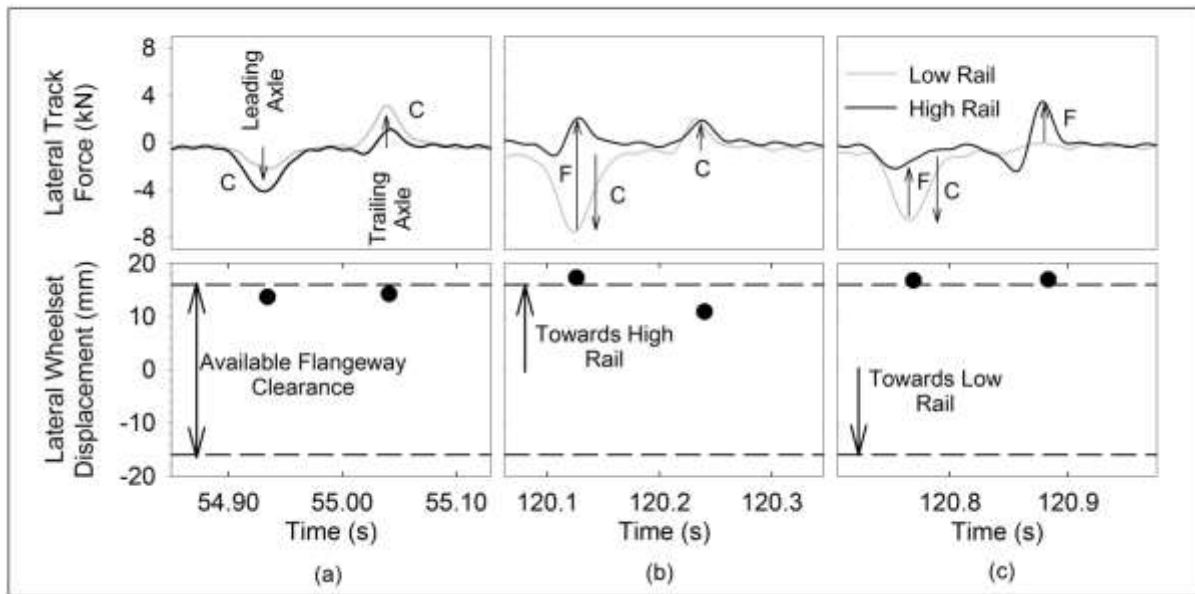 Lateral Track
Force (kN)
8
4
0
-4
-8
Leading
Axle
C
C
Trailing
Axle
F
C
C
Low Rail
High Rail
F
C
F
Lateral Wheelset
Displacement (mm)
20
10
0
-10
-20
Available Flangeway
Clearance
Towards High
Rail
Towards Low
Rail
54.90 55.00 55.10
120.1 120.2 120.3
120.8 120.9
Time (s) Time (s) Time (s)
(a) (b) (c)